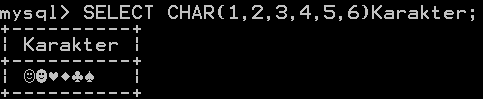 mysql> SELECT CHAR(1,2,3,4,5,6)Karakter;
+-----------+
¦ Karakter ¦
+-----------+
¦ ☺☻♥♦♣♠ ¦
+-----------+